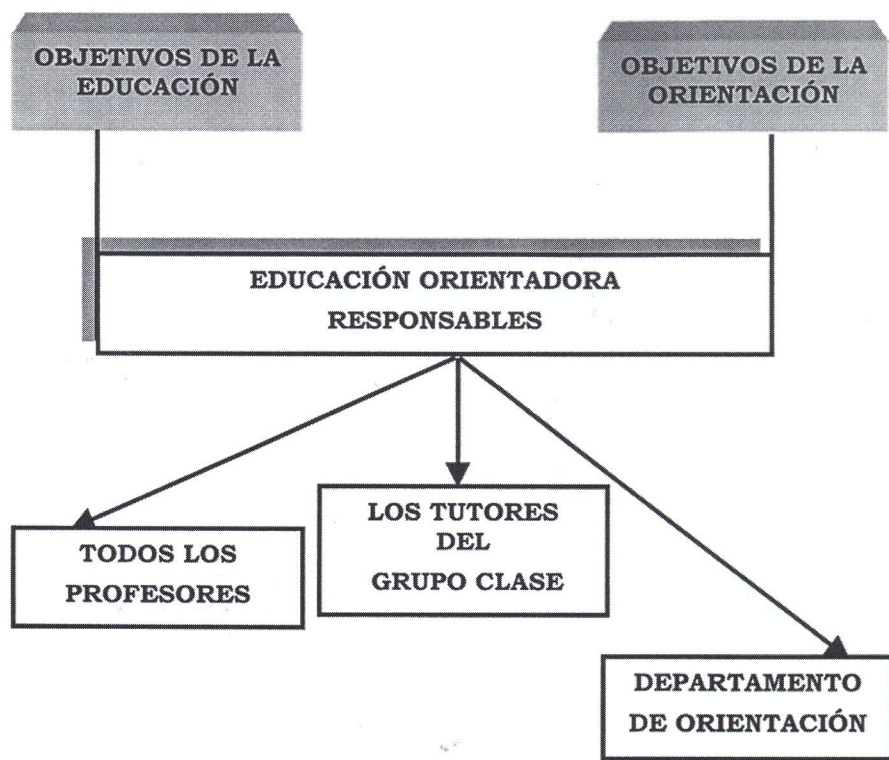 OBJETIVOS DE LA
EDUCACIÓN
OBJETIVOS DE LA
ORIENTACIÓN
EDUCACIÓN ORIENTADORA
RESPONSABLES
LOS TUTORES
DEL
GRUPO CLASE
TODOS LOS
PROFESORES
DEPARTAMENTO
DE ORIENTACIÓN